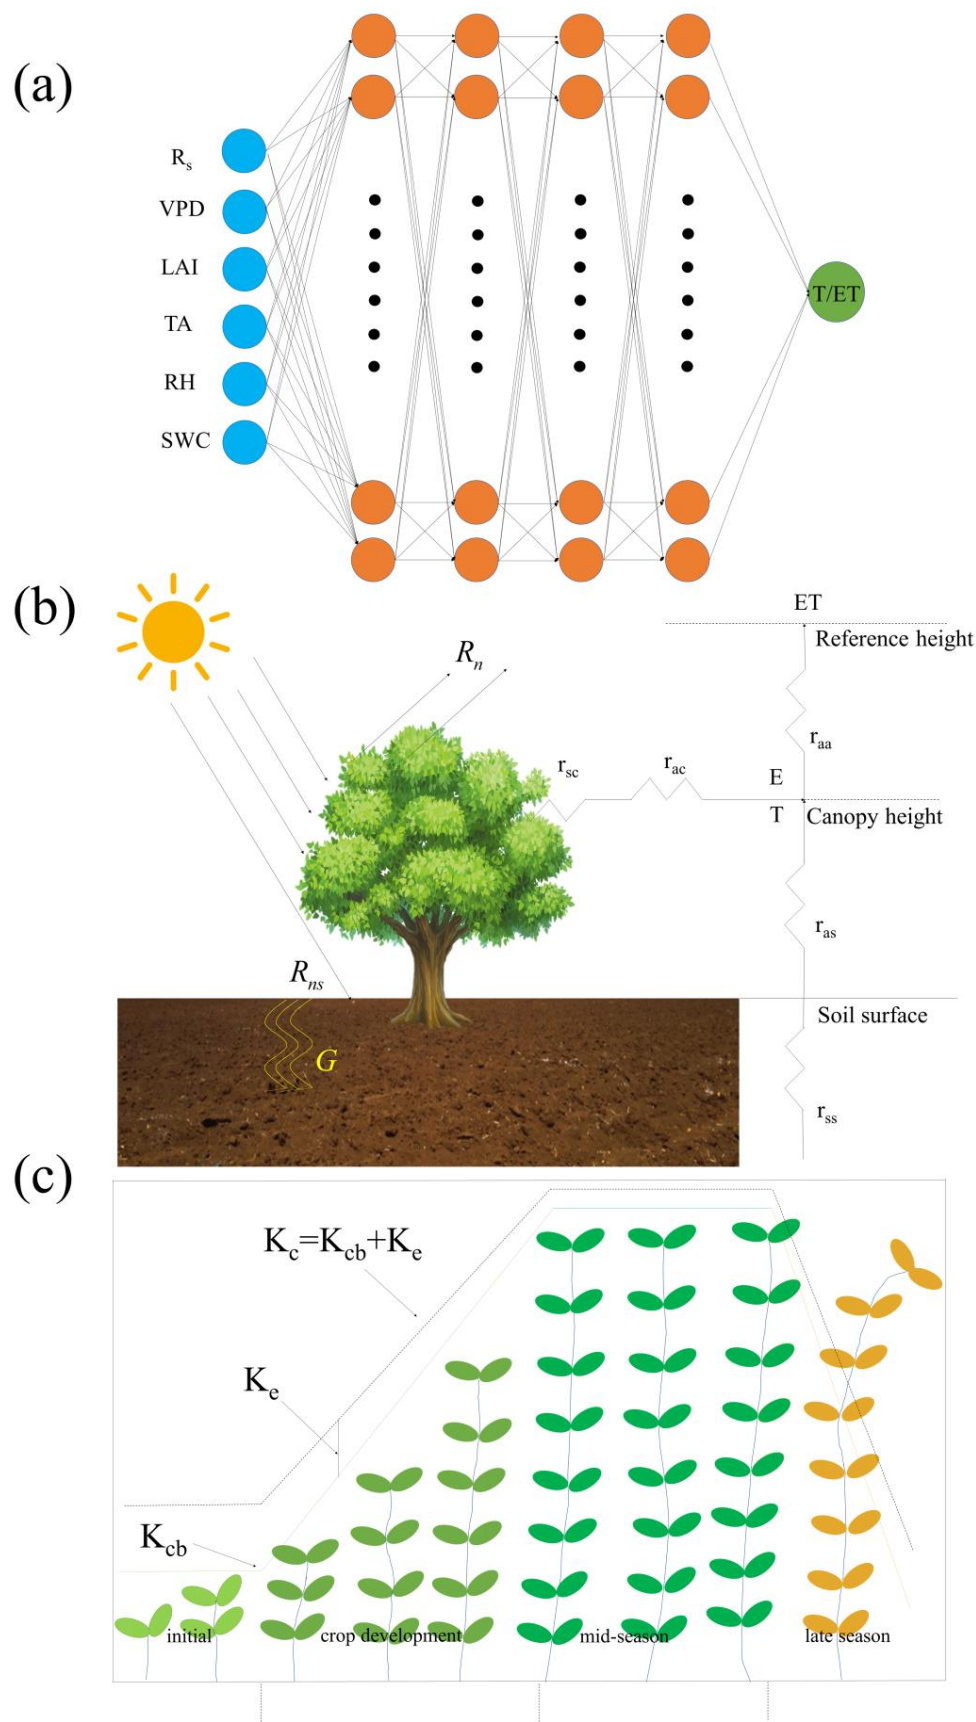 (a)
Rs
VPD
LAI
TA
RH
SWC
T/ET
(b)
ET
Reference height
Rn
raa
rsc
rac
E
T
Canopy height
ras
Rns
Soil surface
G
rss
(c)
Kc=Kcb+Ke
Ke
Kcb
initial
crop development
mid-season
late season